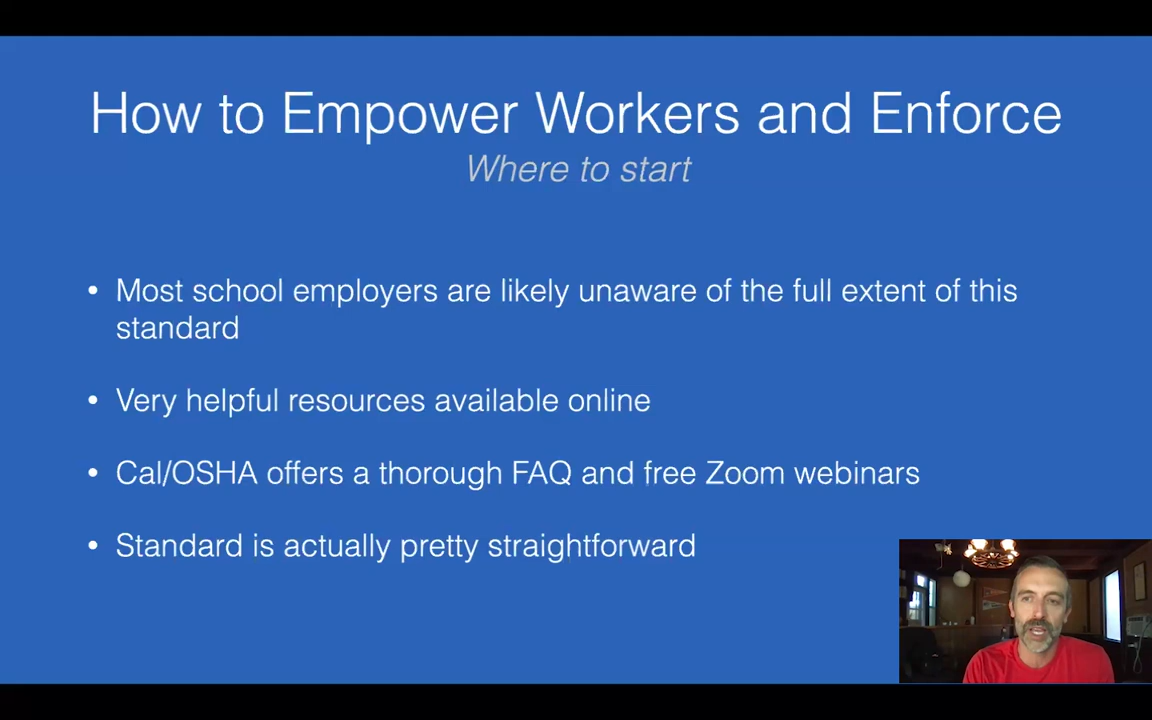 How to Empower Workers and Enforce
Where to start
• Most school employers are likely unaware of the full extent of this
standard
• Very helpful resources available online
• Cal/OSHA offers a thorough FAQ and free Zoom webinars
• Standard is actually pretty straightforward